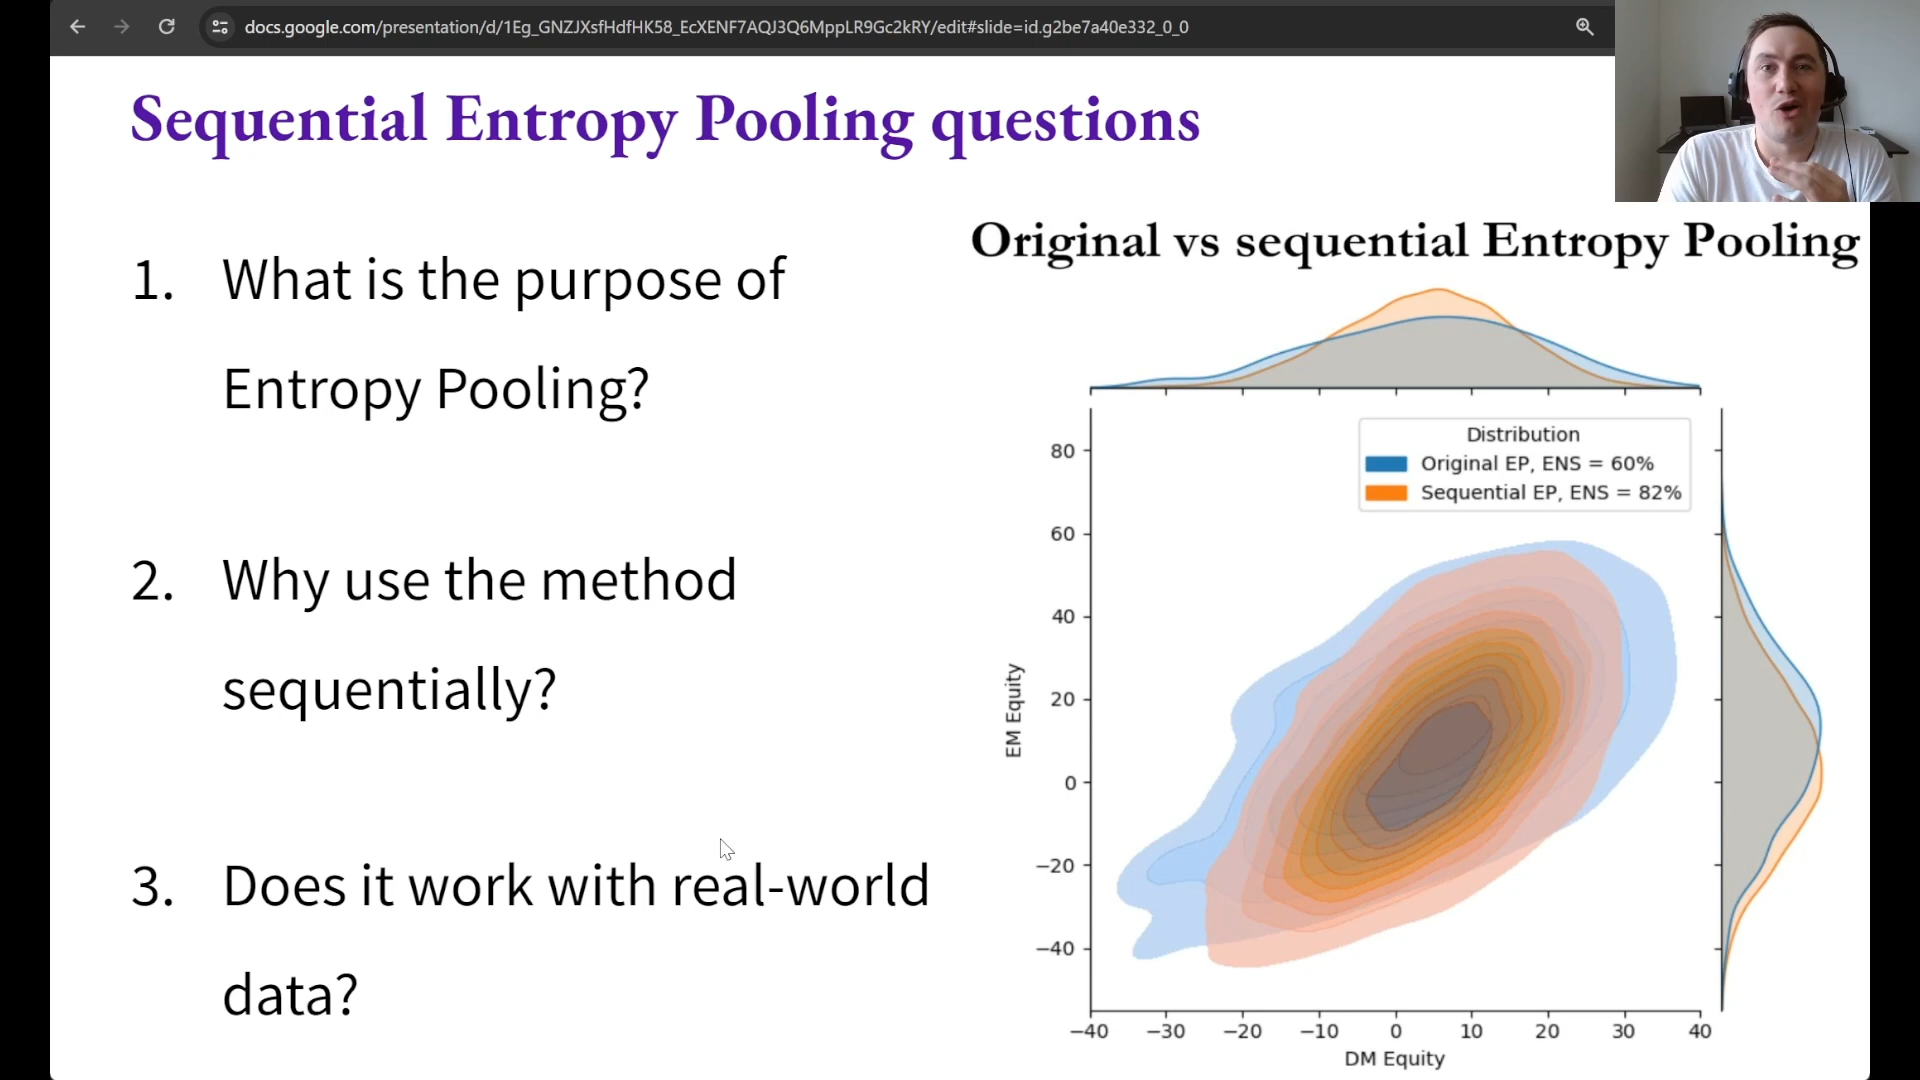 docs.google.com/presentation/d/1Eg_GNZJXsfHdfHK58_EcXENF7AQJ3Q6MppLR9Gc2kRY/edit#slide=id.g2be7a40e332_0_0
Sequential Entropy Pooling questions
1. What is the purpose of
Entropy Pooling?
2. Why use the method
sequentially?
3. Does it work with real-world
data?
Original vs sequential Entropy Pooling
Distribution
Original EP, ENS = 60%
Sequential EP, ENS = 82%
80
60
40
20
0
−20
−40
EM Equity
−40 −30 −20 −10 0 10 20 30 40
DM Equity